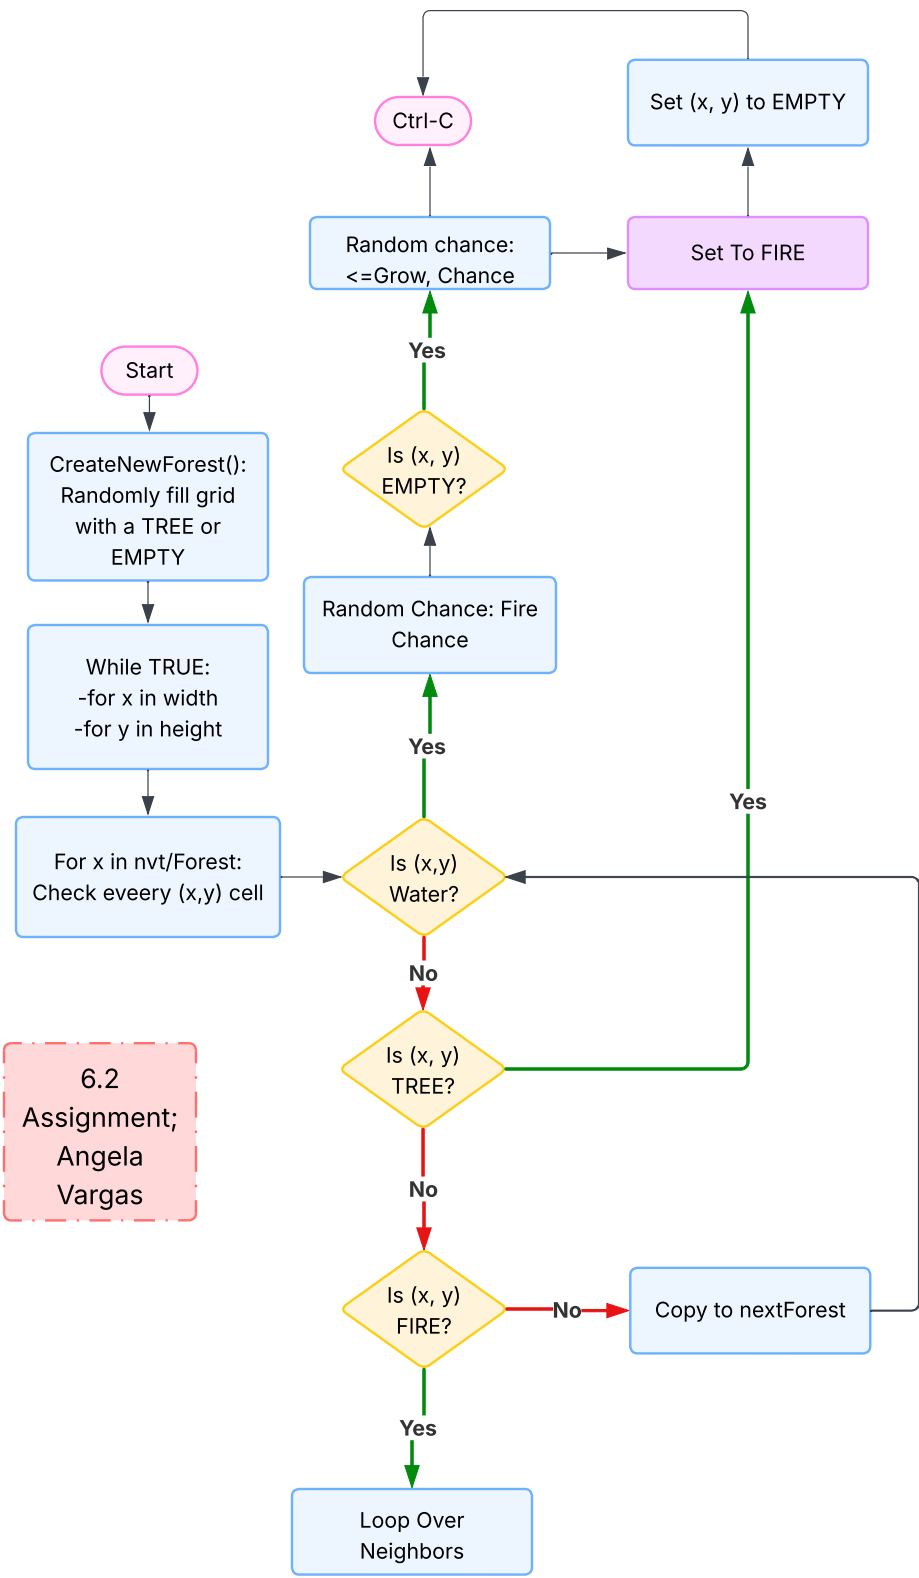 Ctrl-C
Set (x, y) to EMPTY
Random chance:
<=Grow, Chance
Set To FIRE
Yes
Start
Is (x, y)
EMPTY?
CreateNewForest():
Randomly fill grid
with a TREE or
EMPTY
Random Chance: Fire
Chance
While TRUE:
-for x in width
-for y in height
Yes
Yes
For x in nvt/Forest:
Check eveery (x,y) cell
Is (x,y)
Water?
No
Is (x, y)
TREE?
6.2
Assignment;
Angela
Vargas
No
Is (x, y)
FIRE?
No
Copy to nextForest
Yes
Loop Over
Neighbors